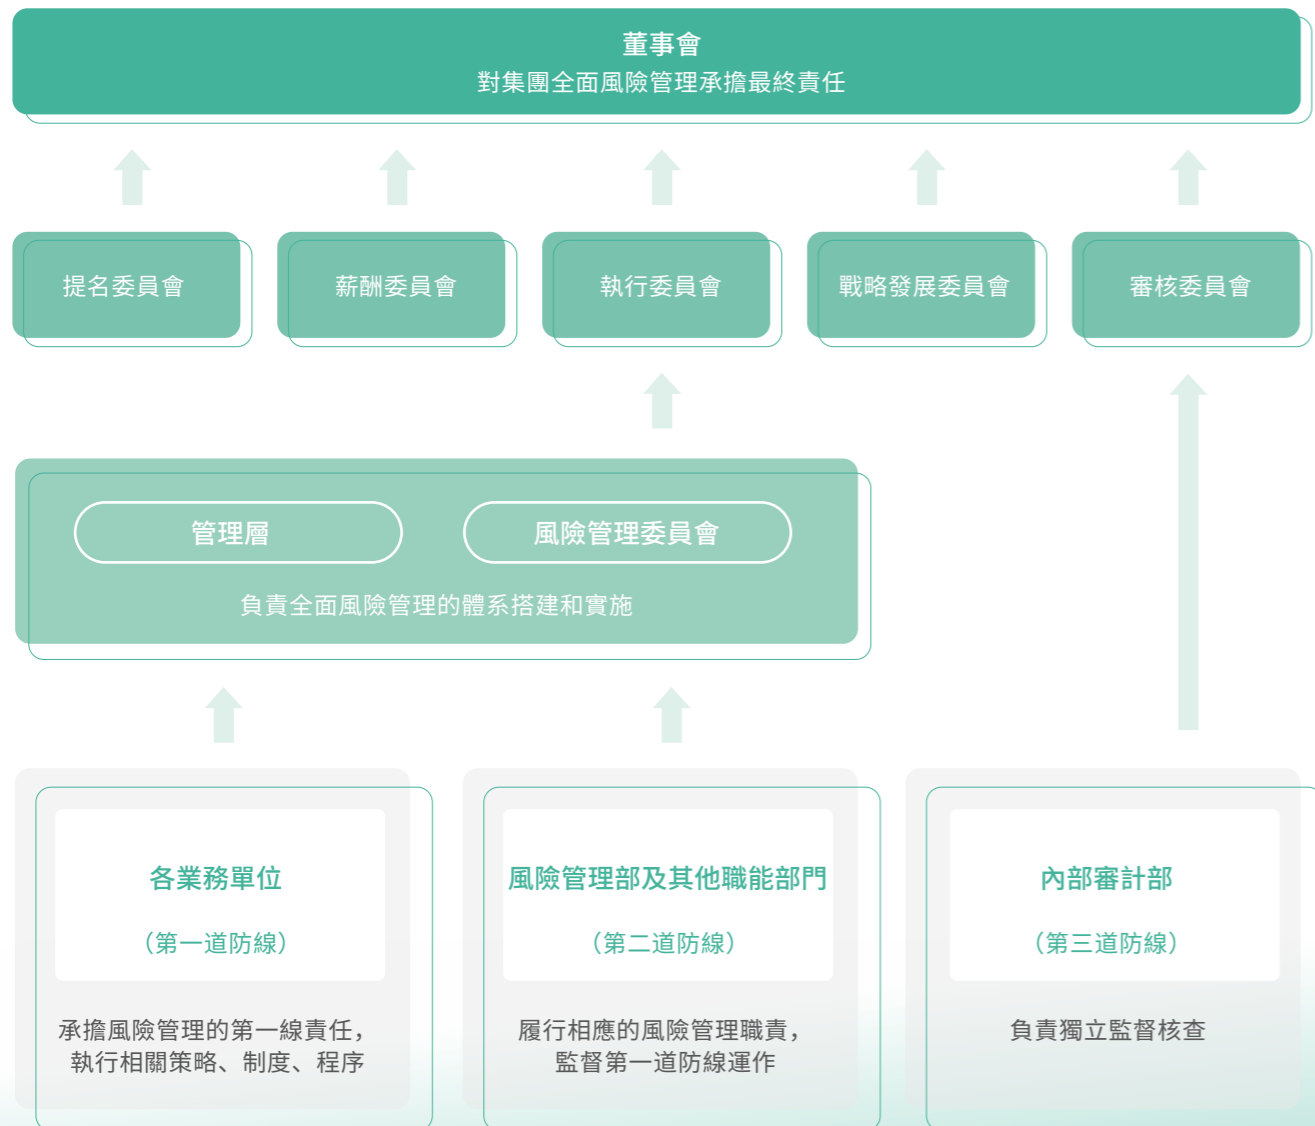 董事會
對集團全面風險管理承擔最終責任
提名委員會
薪酬委員會
執行委員會
戰略發展委員會
審核委員會
管理層
風險管理委員會
負責全面風險管理的體系搭建和實施
各業務單位
（第一道防線）
承擔風險管理的第一線責任，
執行相關策略、制度、程序
風險管理部及其他職能部門
（第二道防線）
履行相應的風險管理職責，
監督第一道防線運作
內部審計部
（第三道防線）
負責獨立監督核查